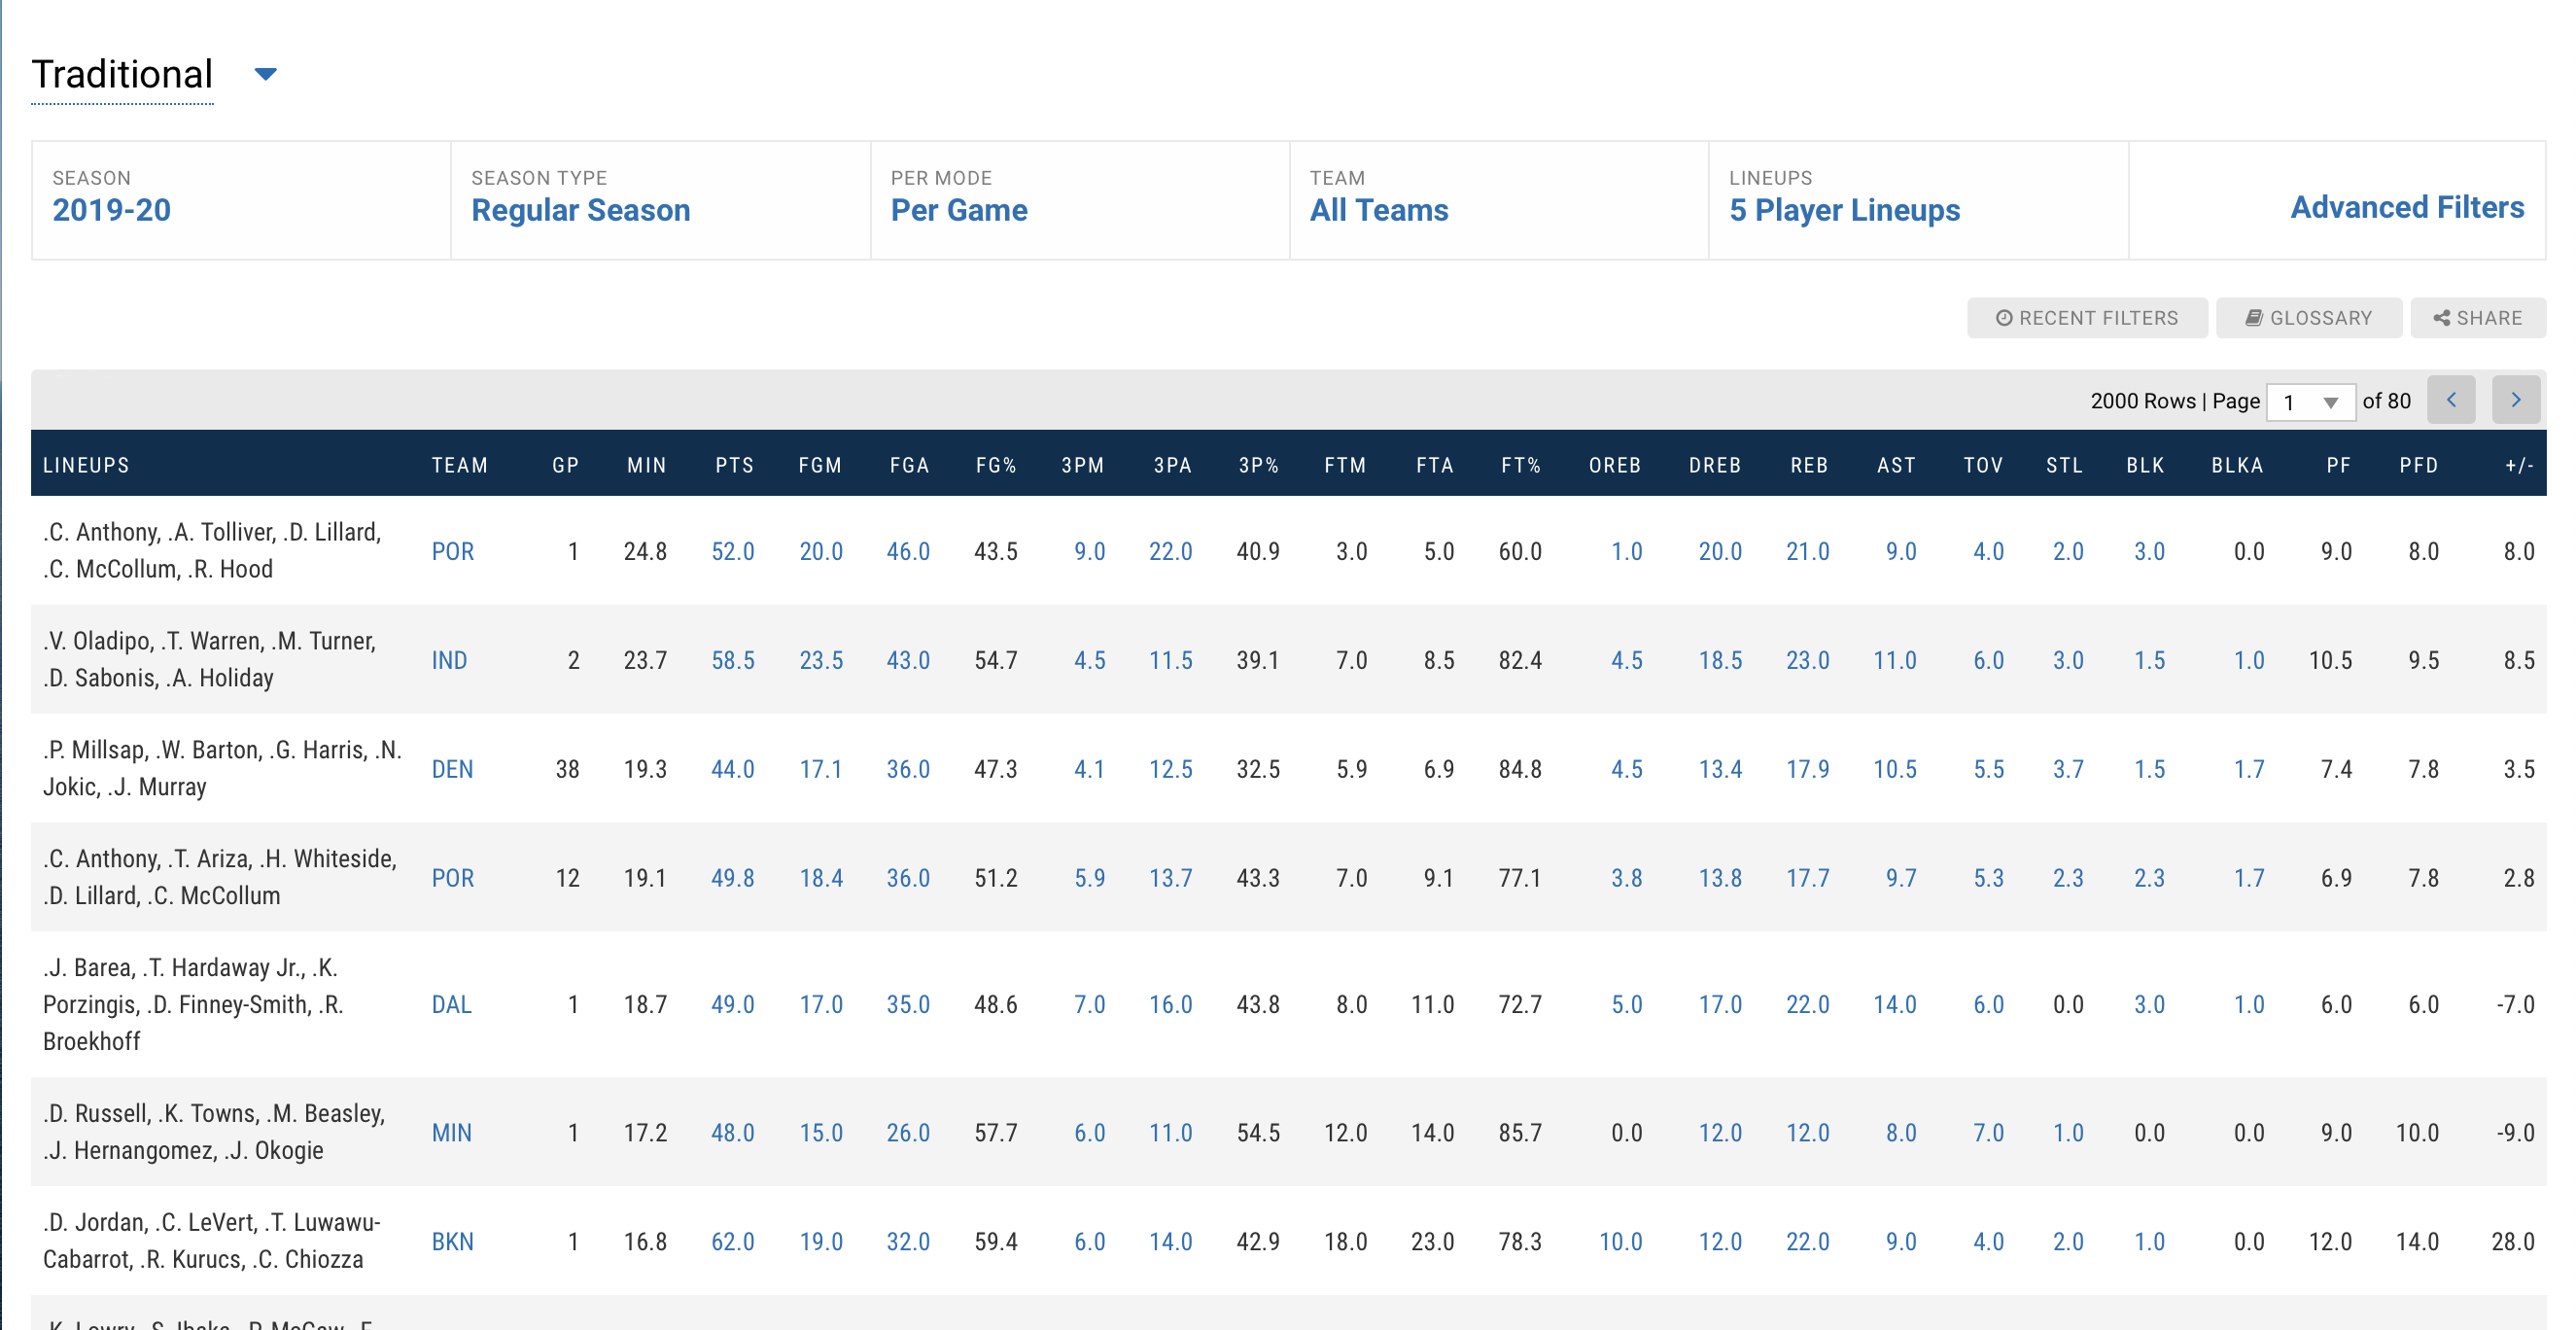 Traditional
SEASON
2019-20
SEASON TYPE
Regular Season
PER MODE
Per Game
TEAM
All Teams
LINEUPS
5 Player Lineups
Advanced Filters
RECENT FILTERS GLOSSARY SHARE
2000 Rows | Page 1 of 80
LINEUPS TEAM GP MIN PTS FGM FGA FG% 3PM 3PA 3P% FTM FTA FT% OREB DREB REB AST TOV STL BLK BLKA PF PFD +/-
.C. Anthony, .A. Tolliver, .D. Lillard,
.C. McCollum, .R. Hood
POR 1 24.8 52.0 20.0 46.0 43.5 9.0 22.0 40.9 3.0 5.0 60.0 1.0 20.0 21.0 9.0 4.0 2.0 3.0 0.0 9.0 8.0 8.0
.V. Oladipo, .T. Warren, .M. Turner,
.D. Sabonis, .A. Holiday
IND 2 23.7 58.5 23.5 43.0 54.7 4.5 11.5 39.1 7.0 8.5 82.4 4.5 18.5 23.0 11.0 6.0 3.0 1.5 1.0 10.5 9.5 8.5
.P. Millsap, .W. Barton, .G. Harris, .N.
Jokic, .J. Murray
DEN 38 19.3 44.0 17.1 36.0 47.3 4.1 12.5 32.5 5.9 6.9 84.8 4.5 13.4 17.9 10.5 5.5 3.7 1.5 1.7 7.4 7.8 3.5
.C. Anthony, .T. Ariza, .H. Whiteside,
.D. Lillard, .C. McCollum
POR 12 19.1 49.8 18.4 36.0 51.2 5.9 13.7 43.3 7.0 9.1 77.1 3.8 13.8 17.7 9.7 5.3 2.3 2.3 1.7 6.9 7.8 2.8
.J. Barea, .T. Hardaway Jr., .K.
Porzingis, .D. Finney-Smith, .R.
Broekhoff
DAL 1 18.7 49.0 17.0 35.0 48.6 7.0 16.0 43.8 8.0 11.0 72.7 5.0 17.0 22.0 14.0 6.0 0.0 3.0 1.0 6.0 6.0 -7.0
.D. Russell, .K. Towns, .M. Beasley,
.J. Hernangomez, .J. Okogie
MIN 1 17.2 48.0 15.0 26.0 57.7 6.0 11.0 54.5 12.0 14.0 85.7 0.0 12.0 12.0 8.0 7.0 1.0 0.0 0.0 9.0 10.0 -9.0
.D. Jordan, .C. LeVert, .T. Luwawu-
Cabarrot, .R. Kurucs, .C. Chiozza
BKN 1 16.8 62.0 19.0 32.0 59.4 6.0 14.0 42.9 18.0 23.0 78.3 10.0 12.0 22.0 9.0 4.0 2.0 1.0 0.0 12.0 14.0 28.0